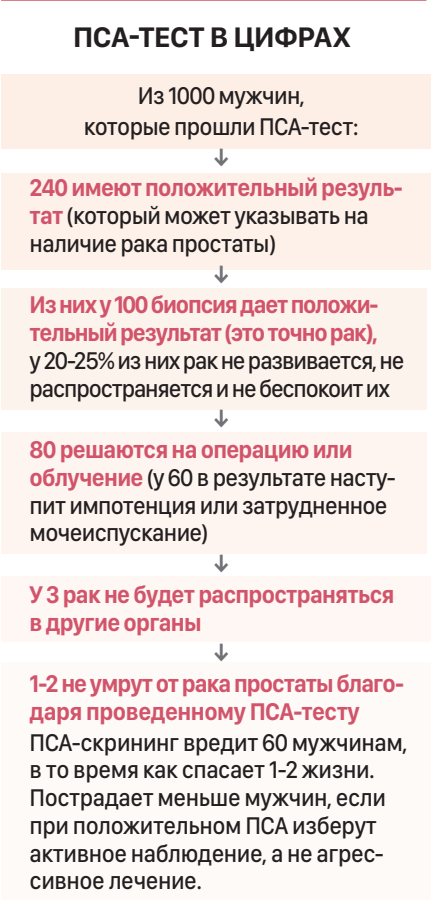 ПСА-ТЕСТ В ЦИФРАХ
Из 1000 мужчин,
которые прошли ПСА-тест:
↓
240 имеют положительный резуль-
тат (который может указывать на
наличие рака простаты)
↓
Из них у 100 биопсия дает положи-
тельный результат (это точно рак),
у 20-25% из них рак не развивается, не
распространяется и не беспокоит их
↓
80 решаются на операцию или
облучение (у 60 в результате насту-
пит импотенция или затрудненное
мочеиспускание)
↓
У 3 рак не будет распространяться
в другие органы
↓
1-2 не умрут от рака простаты благо-
даря проведенному ПСА-тесту
ПСА-скрининг вредит 60 мужчинам,
в то время как спасает 1-2 жизни.
Пострадает меньше мужчин, если
при положительном ПСА изберут
активное наблюдение, а не агрес-
сивное лечение.